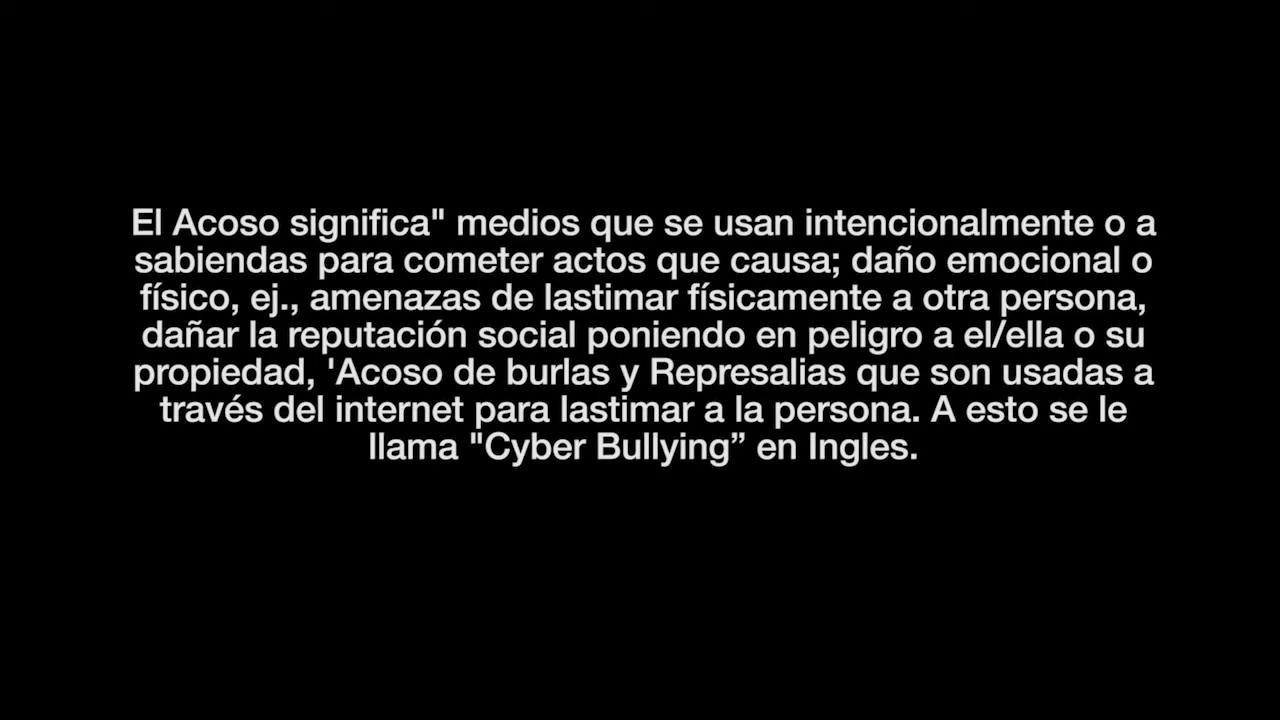 El Acoso significa" medios que se usan intencionalmente o a
sabiendas para cometer actos que causa; daño emocional o
físico, ej., amenazas de lastimar físicamente a otra persona,
dañar la reputación social poniendo en peligro a el/ella o su
propiedad, 'Acoso de burlas y Represalias que son usadas a
través del internet para lastimar a la persona. A esto se le
llama "Cyber Bullying” en Ingles.